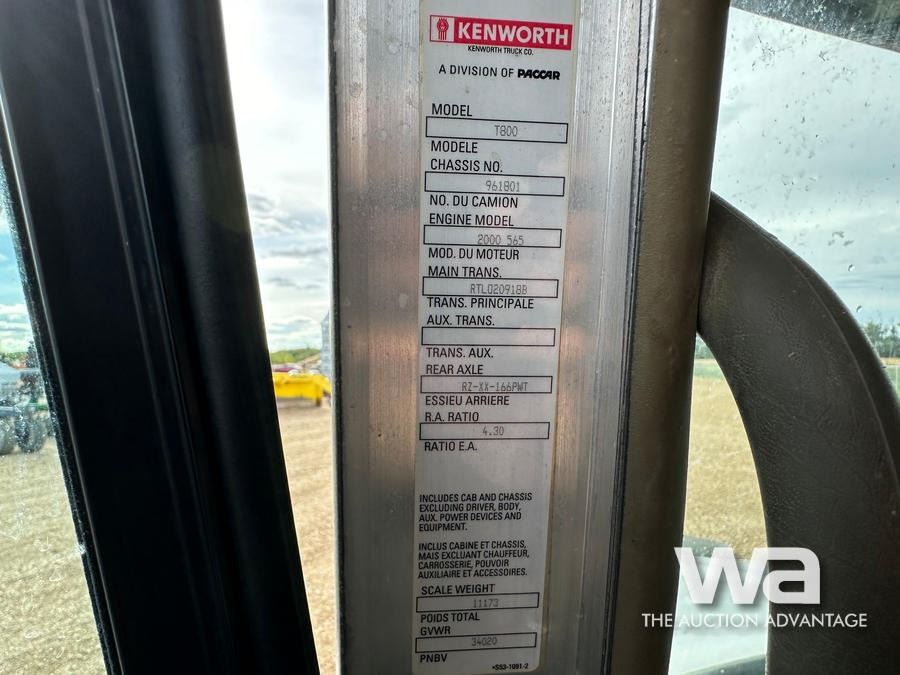 KENWORTH
KENWORTH TRUCK CO.
A DIVISION OF PACCAR
MODEL
T800
MODELE
CHASSIS NO.
961801
NO. DU CAMION
ENGINE MODEL
2000 565
MOD. DU MOTEUR
MAIN TRANS.
RTLO20918B
TRANS. PRINCIPALE
AUX. TRANS.
TRANS. AUX.
REAR AXLE
RZ-XX-166PWT
ESSIEU ARRIERE
R.A. RATIO
4.30
RATIO E.A.
INCLUDES CAB AND CHASSIS
EXCLUDING DRIVER, BODY,
AUX. POWER DEVICES AND
EQUIPMENT.
INCLUS CABINE ET CHASSIS,
MAIS EXCLUANT CHAUFFEUR,
CARROSSERIE, POUVOIR
AUXILIAIRE ET ACCESSOIRES.
SCALE WEIGHT
11173
POIDS TOTAL
GVWR
34020
PNBV
*S53-1091-2
wa
THE AUCTION ADVANTAGE